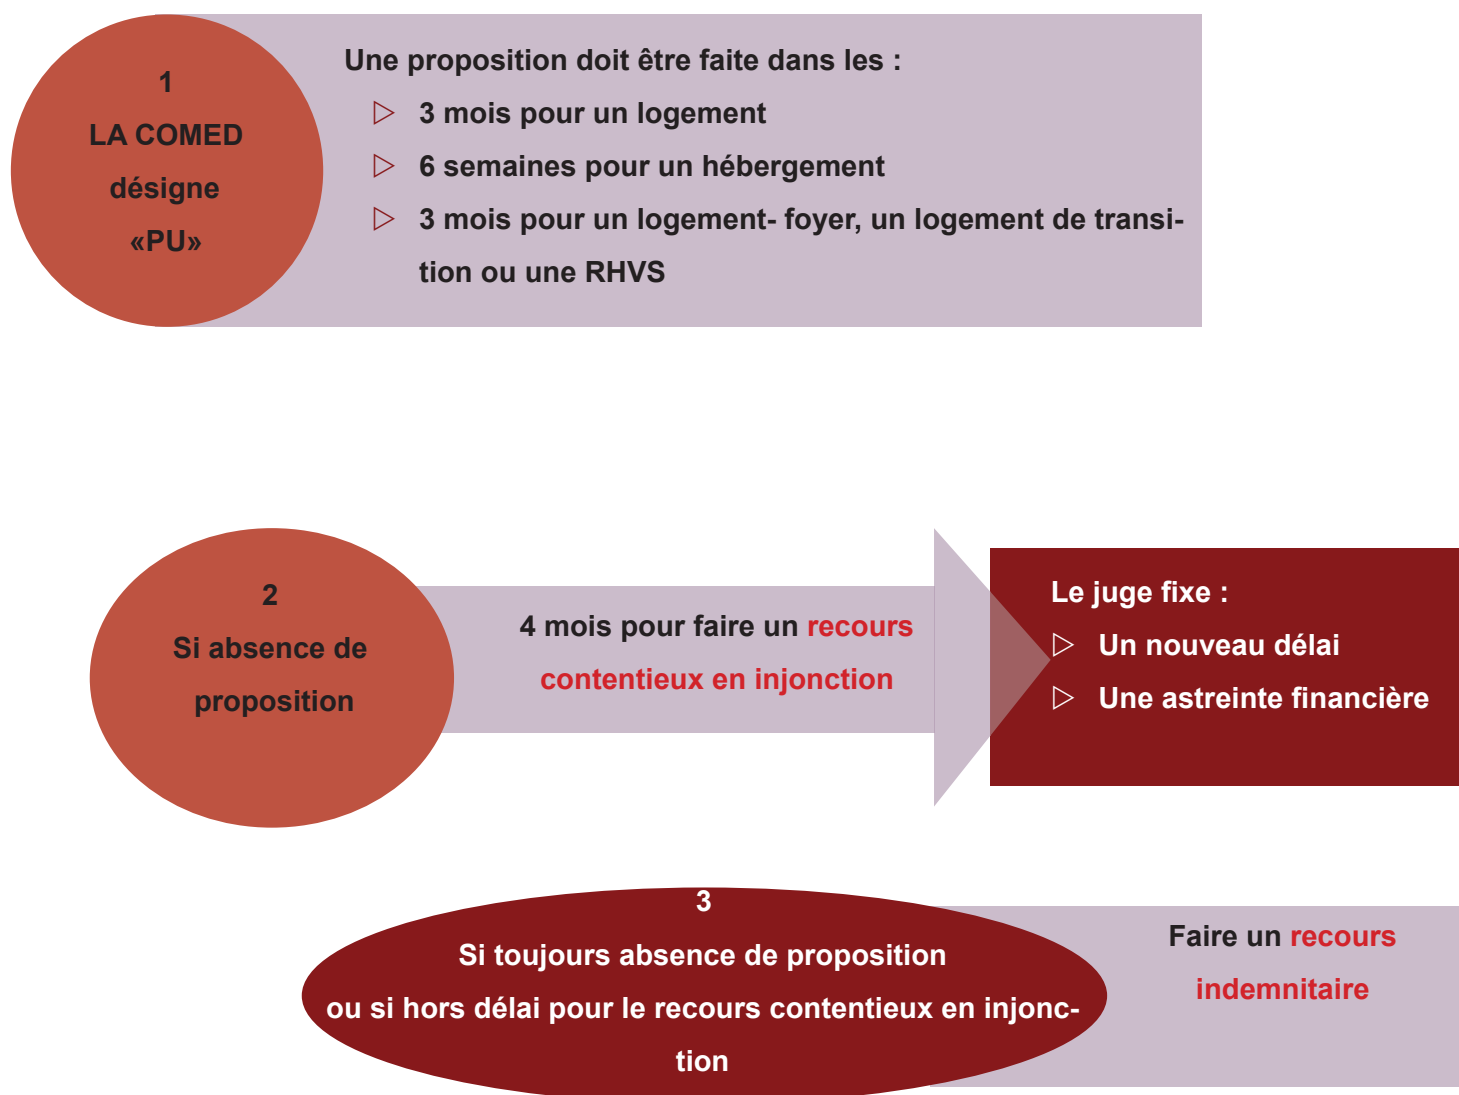 1
LA COMED
désigne
«PU»
Une proposition doit être faite dans les :
▷ 3 mois pour un logement
▷ 6 semaines pour un hébergement
▷ 3 mois pour un logement- foyer, un logement de transi-
tion ou une RHVS
2
Si absence de
proposition
4 mois pour faire un recours
contentieux en injonction
Le juge fixe :
▷ Un nouveau délai
▷ Une astreinte financière
3
Si toujours absence de proposition
ou si hors délai pour le recours contentieux en injonc-
tion
Faire un recours
indemnitaire